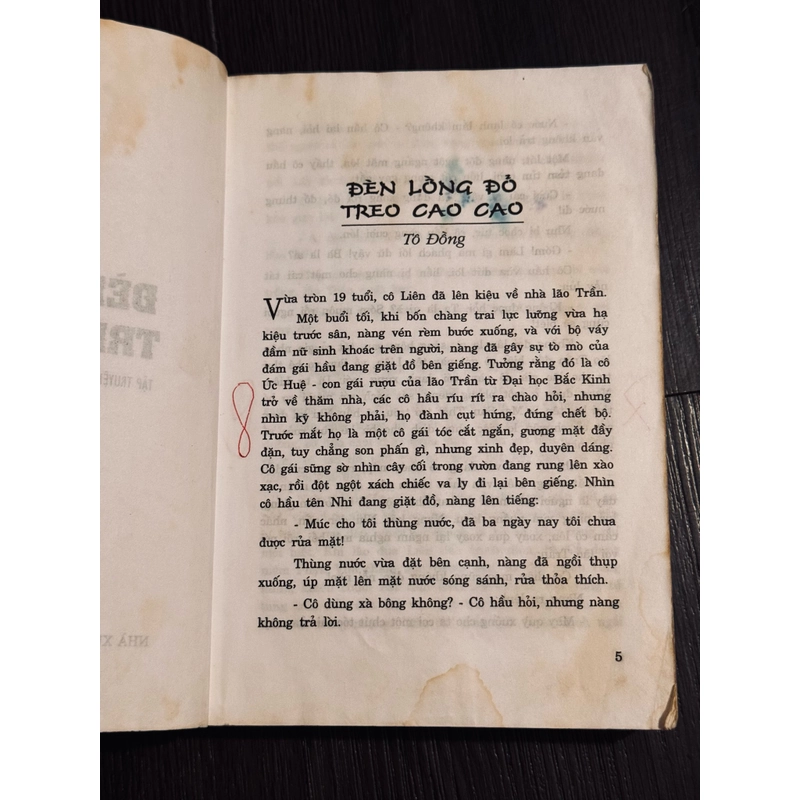 ĐÈN LỒNG ĐỎ
TREO CAO CAO
Tô Đồng
Vừa tròn 19 tuổi, cô Liên đã lên kiệu về nhà lão Trần.
Một buổi tối, khi bốn chàng trai lực lưỡng vừa hạ
kiệu trước sân, nàng vén rèm bước xuống, và với bộ váy
đầm nữ sinh khoác trên người, nàng đã gây sự tò mò của
đám gái hầu đang giặt đồ bên giếng. Tưởng rằng đó là cô
Ức Huệ - con gái rượu của lão Trần từ Đại học Bắc Kinh
trở về thăm nhà, các cô hầu ríu rít ra chào hỏi, nhưng
nhìn kỹ không phải, họ đành cụt hứng, đứng chết bộ.
Trước mắt họ là một cô gái tóc cắt ngắn, gương mặt đầy
đặn, tuy chẳng son phấn gì, nhưng xinh đẹp, duyên dáng.
Cô gái sững sờ nhìn cây cối trong vườn đang rung lên xào
xạc, rồi đột ngột xách chiếc va ly đi lại bên giếng. Nhìn
cô hầu tên Nhi đang giặt đồ, nàng lên tiếng:
- Múc cho tôi thùng nước, đã ba ngày nay tôi chưa
được rửa mặt!
Thùng nước vừa đặt bên cạnh, nàng đã ngồi thụp
xuống, úp mặt lên mặt nước sóng sánh, rửa thỏa thích.
- Cô dùng xà bông không? - Cô hầu hỏi, nhưng nàng
không trả lời.
5
8
ĐÈ
TRE
TẬP TRUYỆN
NHÀ X